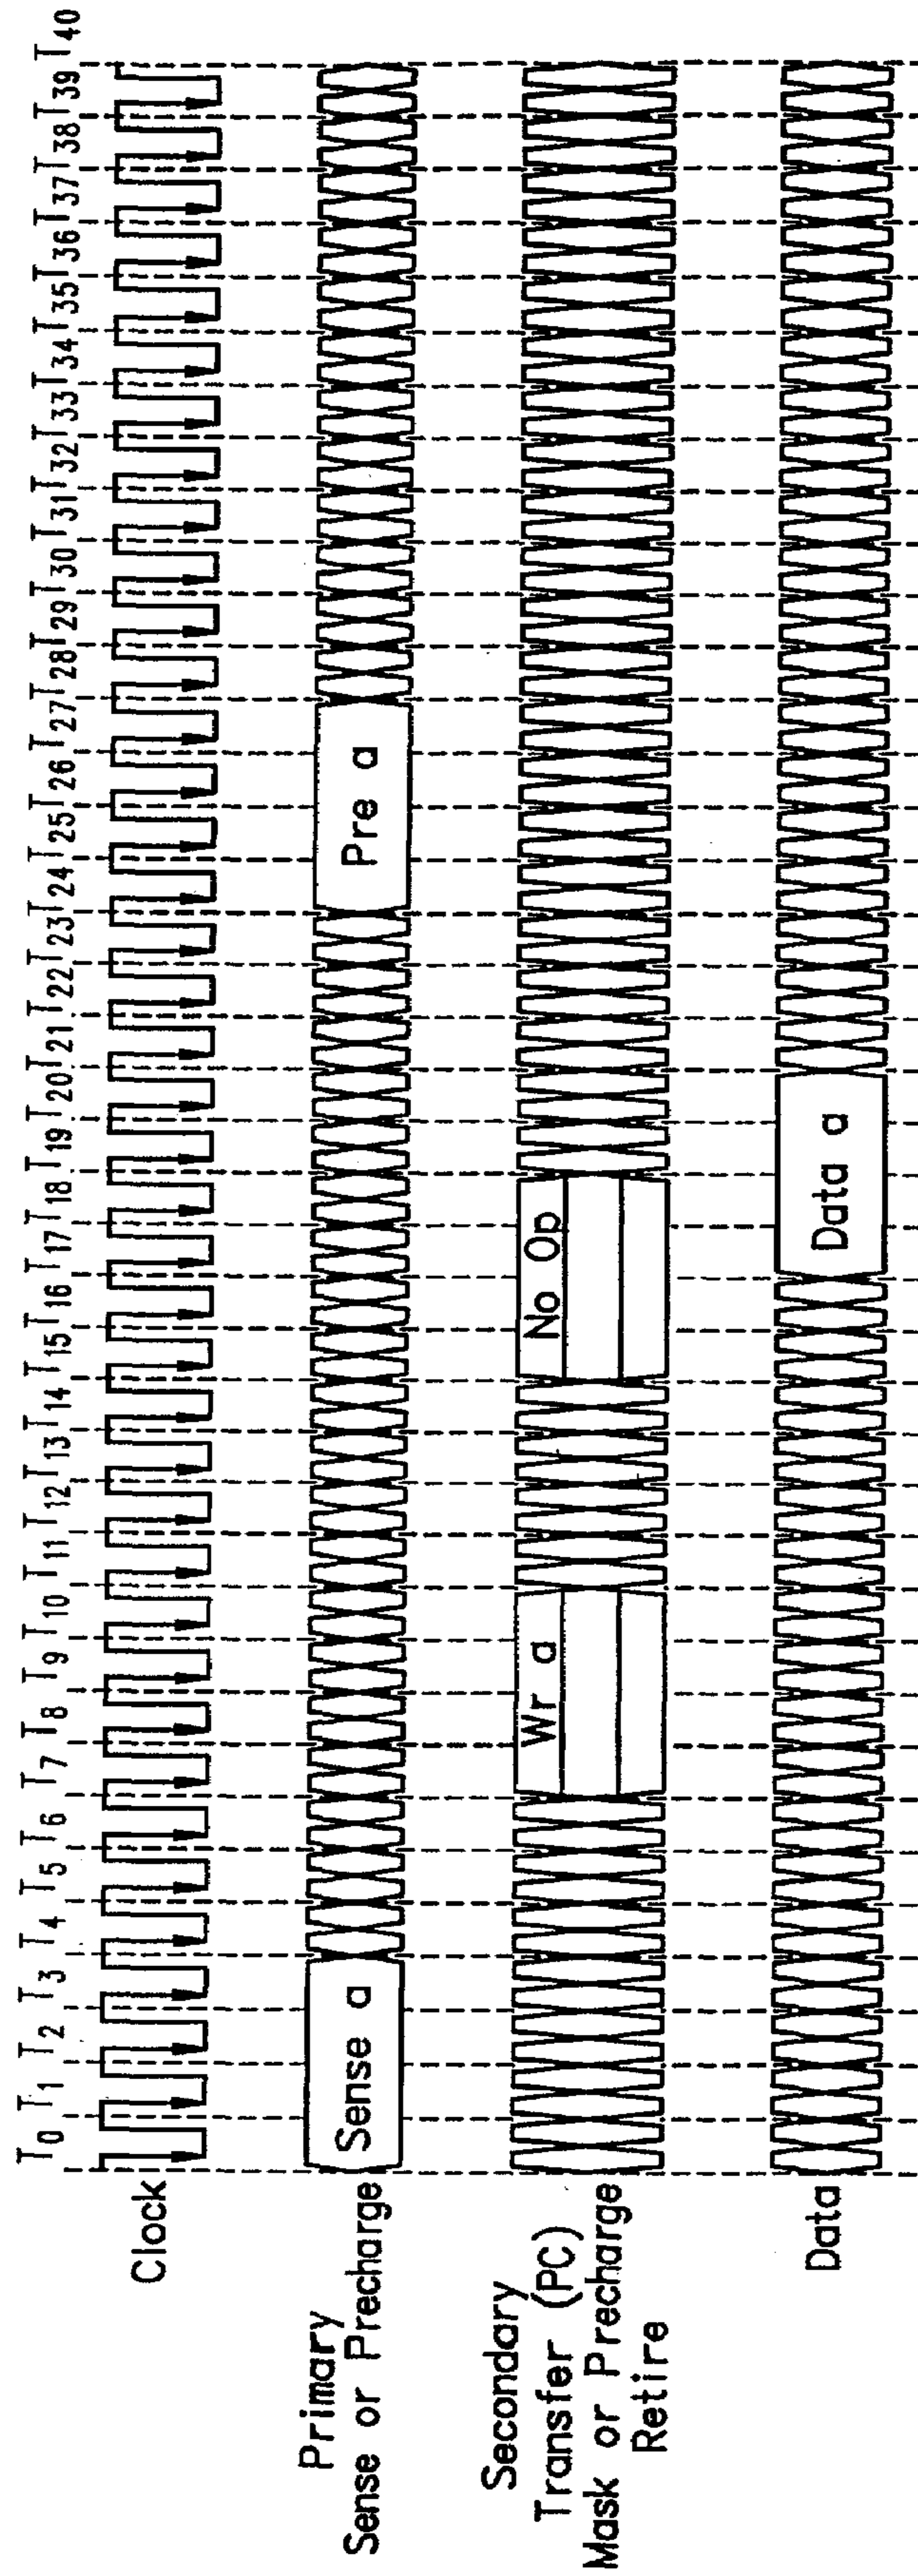 T0 T1 T2 T3 T4 T5 T6 T7 T8 T9 T10 T11 T12 T13 T14 T15 T16 T17 T18 T19 T20 T21 T22 T23 T24 T25 T26 T27 T28 T29 T30 T31 T32 T33 T34 T35 T36 T37 T38 T39 T40
Clock
Primary
Sense or Precharge
Sense a
Pre a
Secondary
Transfer (PC)
Mask or Precharge
Retire
Wr a
No Op
Data
Data a